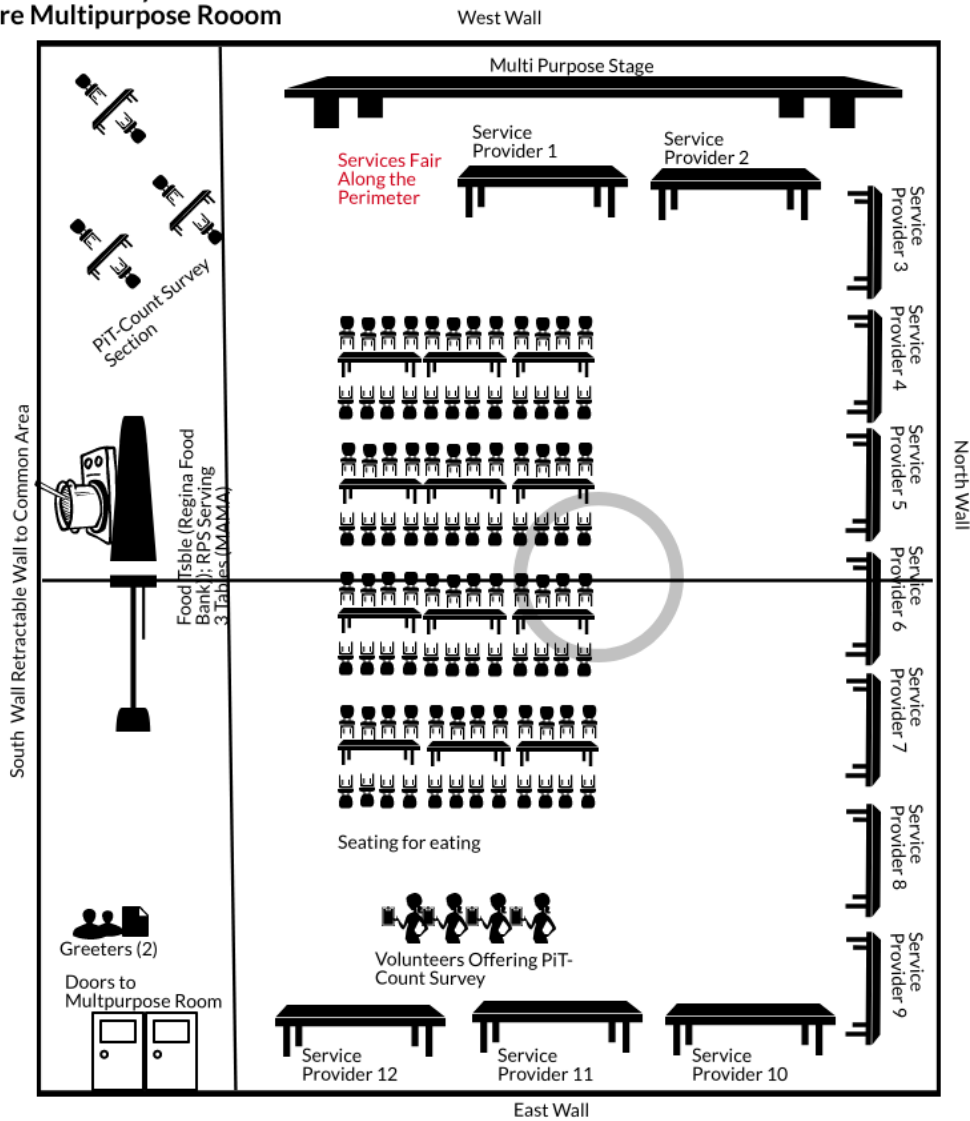 re Multipurpose Rooom
West Wall
Multi Purpose Stage
Service
Provider 1
Service
Provider 2
Services Fair
Along the
Perimeter
Service
Provider 3
PiT-Count Survey
Section
Service
Provider 4
South Wall Retractable Wall to Common Area
Food Tsble (Regina Food
Bank ); RPS Serving
3 Tables (MAMA)
Service
Provider 5
North Wall
Service
Provider 6
Service
Provider 7
Seating for eating
Service
Provider 8
Greeters (2)
Volunteers Offering PiT-
Count Survey
Doors to
Multpurpose Room
Service
Provider 9
Service
Provider 12
Service
Provider 11
Service
Provider 10
East Wall